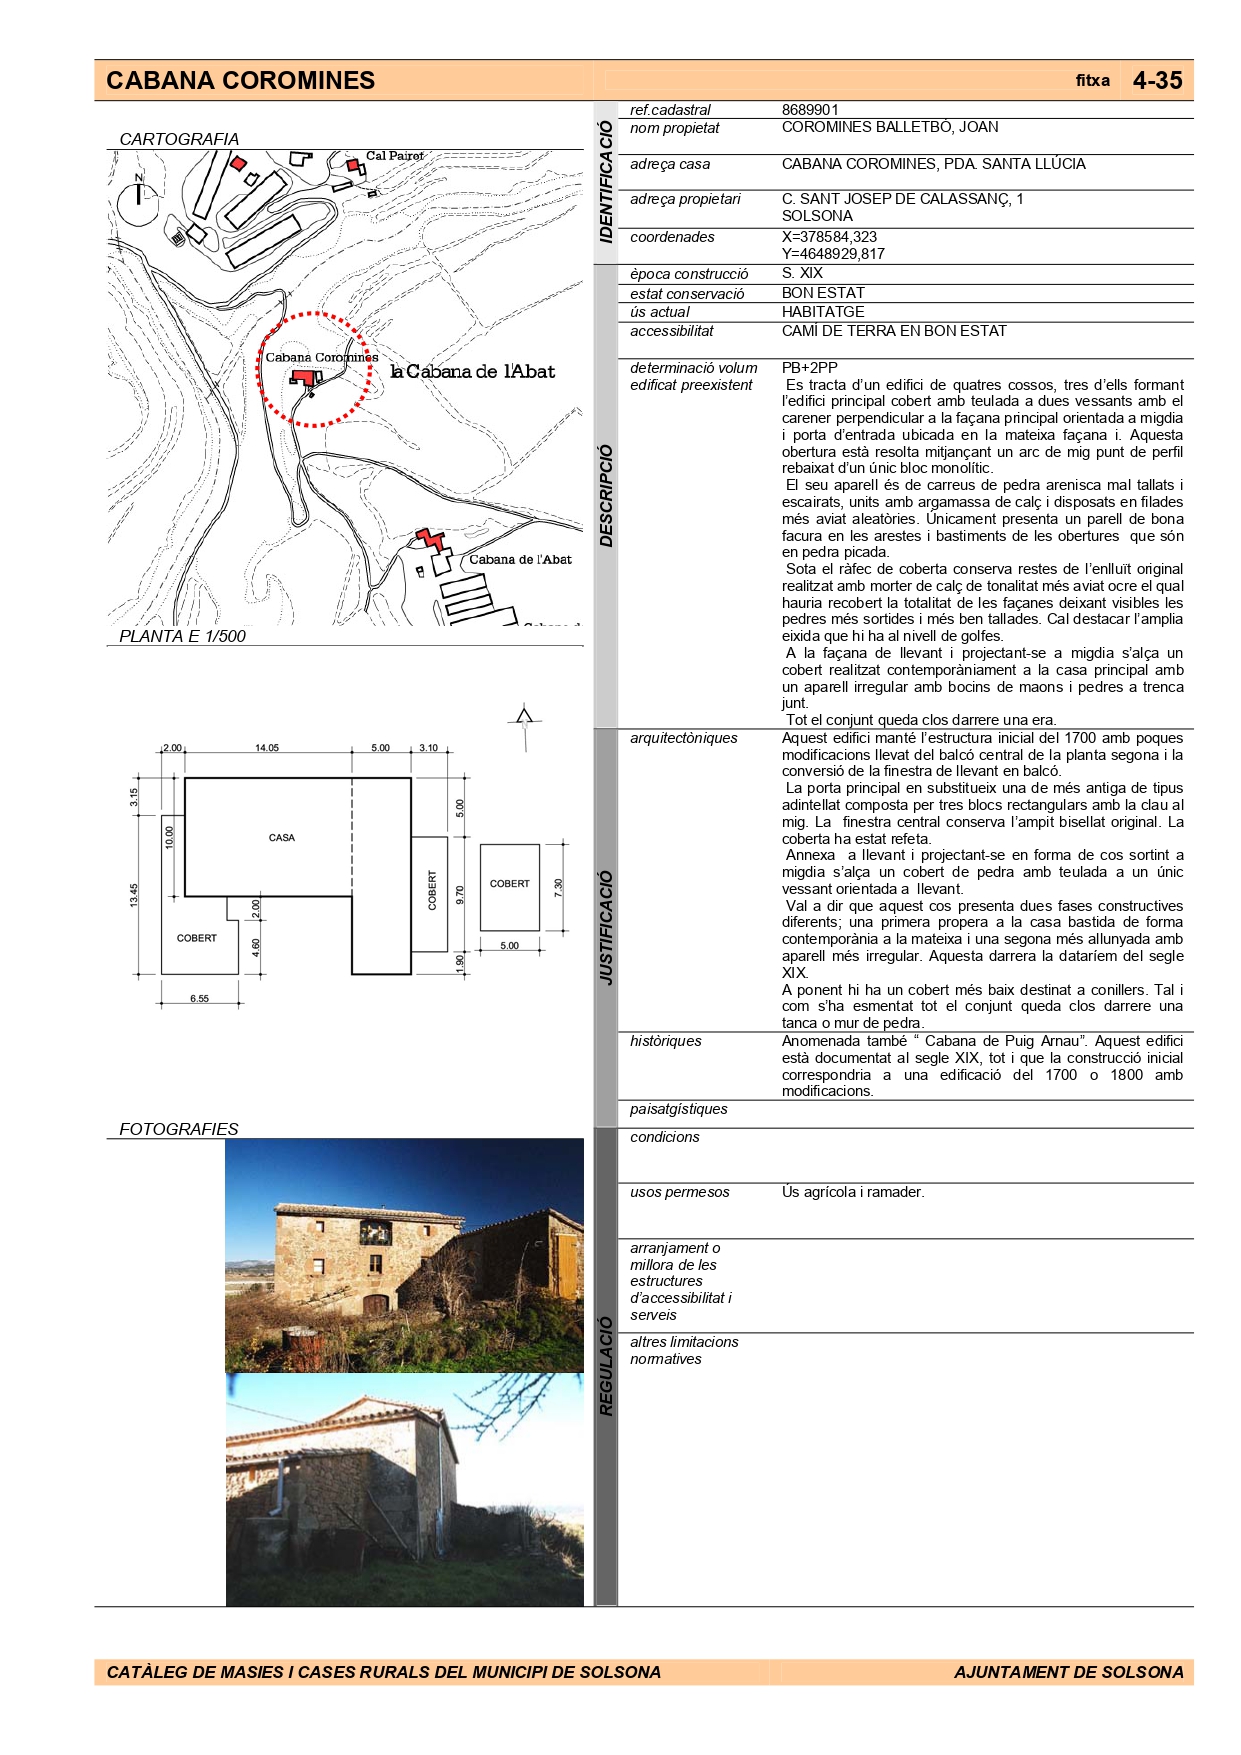 CABANA COROMINES
fitxa 4-35
CARTOGRAFIA
N
Cal Pairot
Cabana Coromines
la Cabana de l'Abat
Cabana de l'Abat
PLANTA E 1/500
2.00 14.05 5.00 3.10
3.15
10.00
13.45
CASA
5.00
COBERT
9.70
COBERT
7.30
5.00
2.00
COBERT
4.60
1.90
6.55
FOTOGRAFIES
IDENTIFICACIÓ
ref.cadastral 8689901
nom propietat COROMINES BALLETBÓ, JOAN
adreça casa CABANA COROMINES, PDA. SANTA LLÚCIA
adreça propietari C. SANT JOSEP DE CALASSANÇ, 1
SOLSONA
coordenades X=378584,323
Y=4648929,817
DESCRIPCIÓ
època construcció S. XIX
estat conservació BON ESTAT
ús actual HABITATGE
accessibilitat CAMÍ DE TERRA EN BON ESTAT
determinació volum PB+2PP
edificat preexistent Es tracta d'un edifici de quatres cossos, tres d'ells formant
l'edifici principal cobert amb teulada a dues vessants amb el
carener perpendicular a la façana principal orientada a migdia
i porta d'entrada ubicada en la mateixa façana i. Aquesta
obertura està resolta mitjançant un arc de mig punt de perfil
rebaixat d'un únic bloc monolític.
El seu aparell és de carreus de pedra arenisca mal tallats i
escairats, units amb argamassa de calç i disposats en filades
més aviat aleatòries. Únicament presenta un parell de bona
facura en les arestes i bastiments de les obertures que són
en pedra picada.
Sota el ràfec de coberta conserva restes de l'enlluït original
realitzat amb morter de calç de tonalitat més aviat ocre el qual
hauria recobert la totalitat de les façanes deixant visibles les
pedres més sortides i més ben tallades. Cal destacar l'amplia
eixida que hi ha al nivell de golfes.
A la façana de llevant i projectant-se a migdia s'alça un
cobert realitzat contemporàniament a la casa principal amb
un aparell irregular amb bocins de maons i pedres a trenca
junt.
Tot el conjunt queda clos darrere una era.
JUSTIFICACIÓ
arquitectòniques Aquest edifici manté l'estructura inicial del 1700 amb poques
modificacions llevat del balcó central de la planta segona i la
conversió de la finestra de llevant en balcó.
La porta principal en substitueix una de més antiga de tipus
adintellat composta per tres blocs rectangulars amb la clau al
mig. La finestra central conserva l'ampit bisellat original. La
coberta ha estat refeta.
Annexa a llevant i projectant-se en forma de cos sortint a
migdia s'alça un cobert de pedra amb teulada a un únic
vessant orientada a llevant.
Val a dir que aquest cos presenta dues fases constructives
diferents; una primera propera a la casa bastida de forma
contemporània a la mateixa i una segona més allunyada amb
aparell més irregular. Aquesta darrera la dataríem del segle
XIX.
A ponent hi ha un cobert més baix destinat a conillers. Tal i
com s'ha esmentat tot el conjunt queda clos darrere una
tanca o mur de pedra.
històriques Anomenada també " Cabana de Puig Arnau". Aquest edifici
està documentat al segle XIX, tot i que la construcció inicial
correspondria a una edificació del 1700 o 1800 amb
modificacions.
paisatgístiques
REGULACIÓ
condicions
usos permesos Ús agrícola i ramader.
arranjament o
millora de les
estructures
d'accessibilitat i
serveis
altres limitacions
normatives
CATÀLEG DE MASIES I CASES RURALS DEL MUNICIPI DE SOLSONA
AJUNTAMENT DE SOLSONA